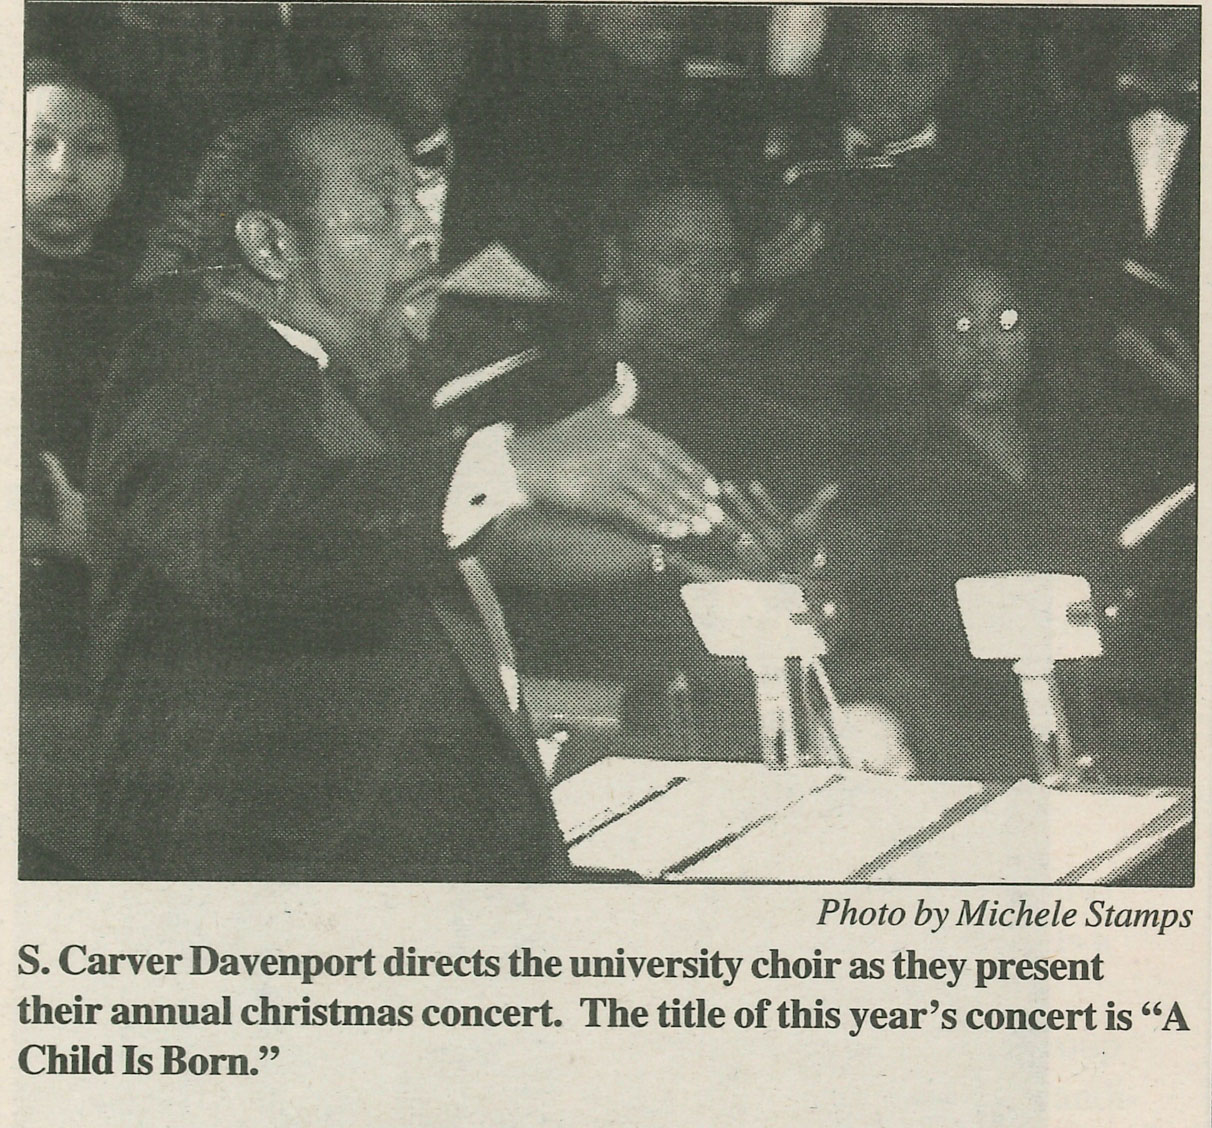 Photo by Michele Stamps
S. Carver Davenport directs the university choir as they present
their annual christmas concert.  The title of this year’s concert is “A
Child Is Born.”